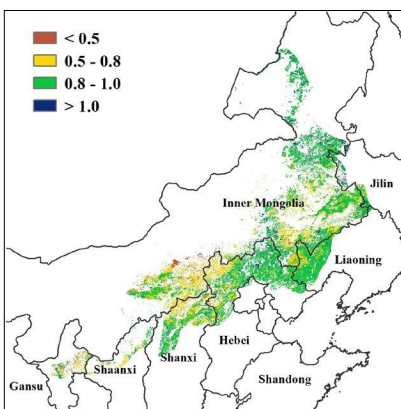 < 0.5
0.5 - 0.8
0.8 - 1.0
> 1.0
Jilin
Inner Mongolia
Liaoning
Hebei
Shaanxi
Shanxi
Gansu
Shandong